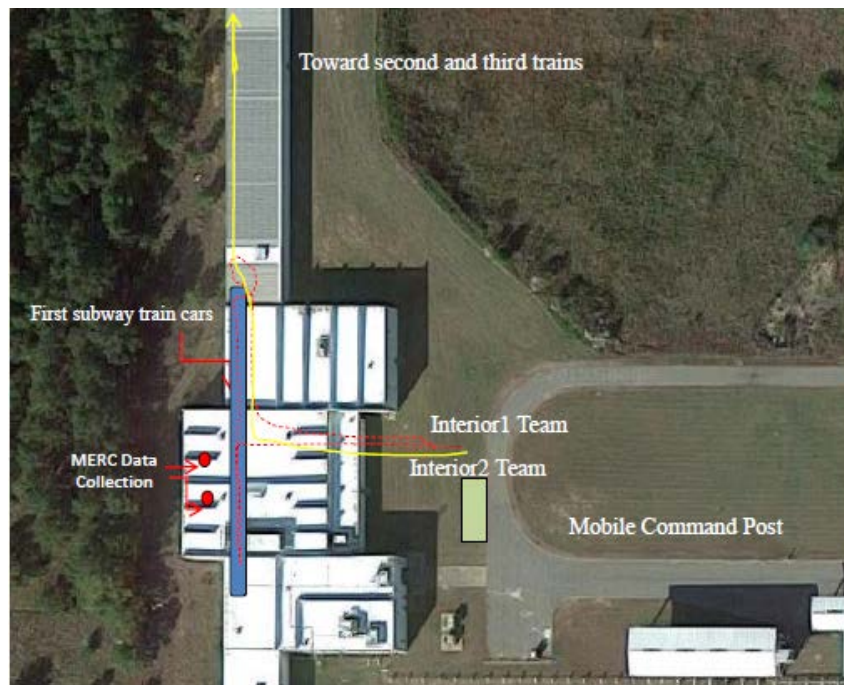 Toward second and third trains
First subway train cars
Interior1 Team
MERC Data
Collection
Interior2 Team
Mobile Command Post